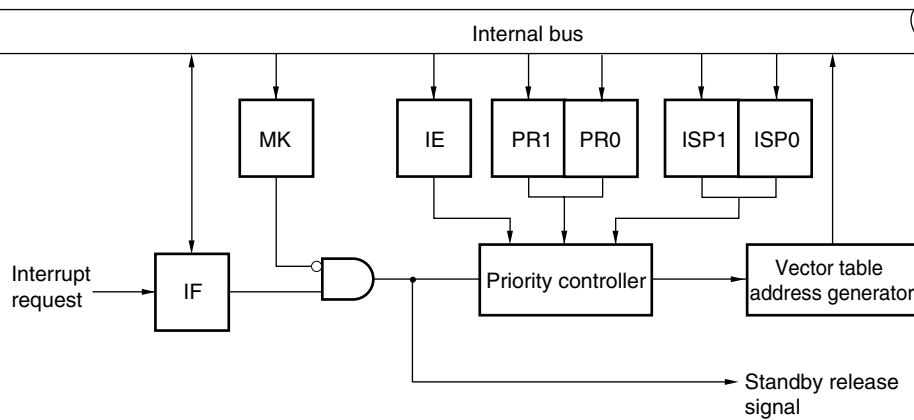 Internal bus
MK
IE
PR1
PR0
ISP1
ISP0
Interrupt
request
IF
Priority controller
Vector table
address generator
Standby release
signal